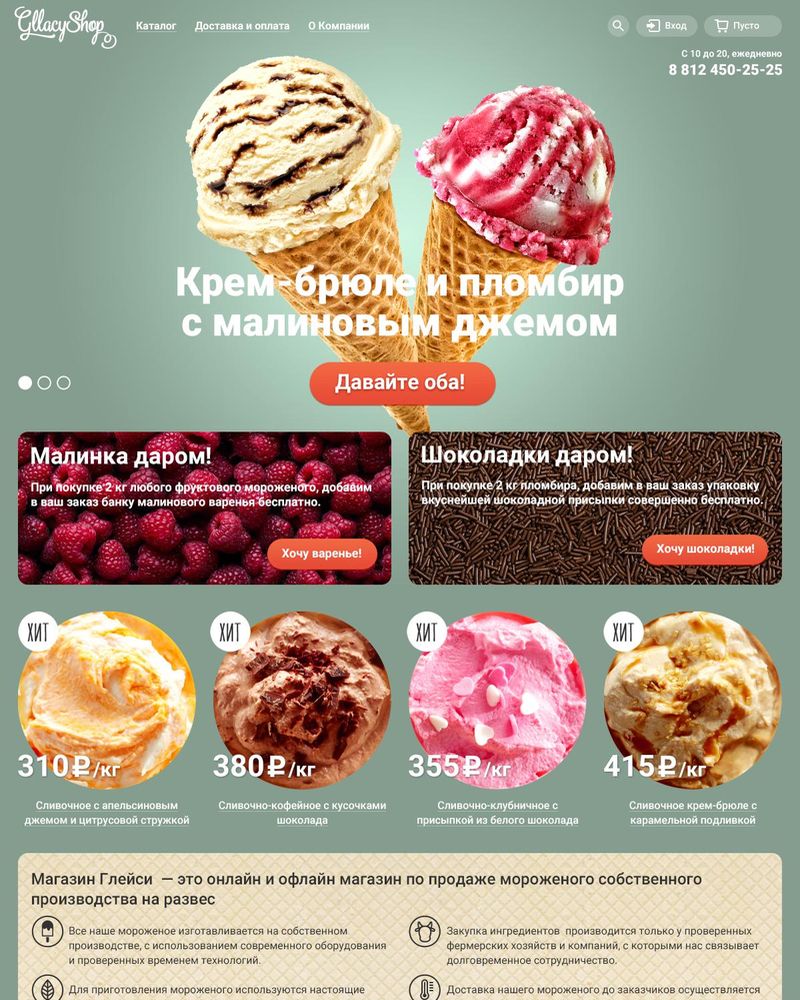 Gllacy Shop
Каталог
Доставка и оплата
О Компании
Вход
Пусто
С 10 до 20, ежедневно
8 812 450-25-25
Крем-брюле и пломбир
с малиновым джемом
Давайте оба!
Малинка даром!
При покупке 2 кг любого фруктового мороженого, добавим
в ваш заказ банку малинового варенья бесплатно.
Хочу варенье!
Шоколадки даром!
При покупке 2 кг пломбира, добавим в ваш заказ упаковку
вкуснейшей шоколадной присыпки совершенно бесплатно.
Хочу шоколадки!
ХИТ
310₽/кг
Сливочное с апельсиновым
джемом и цитрусовой стружкой
ХИТ
380₽/кг
Сливочно-кофейное с кусочками
шоколада
ХИТ
355₽/кг
Сливочно-клубничное с
присыпкой из белого шоколада
ХИТ
415₽/кг
Сливочное крем-брюле с
карамельной подливкой
Магазин Глейси — это онлайн и офлайн магазин по продаже мороженого собственного
производства на развес
Все наше мороженое изготавливается на собственном
производстве, с использованием современного оборудования
и проверенных временем технологий.
Закупка ингредиентов производится только у проверенных
фермерских хозяйств и компаний, с которыми нас связывает
долговременное сотрудничество.
Для приготовления мороженого используются настоящие
Доставка нашего мороженого до заказчиков осуществляется